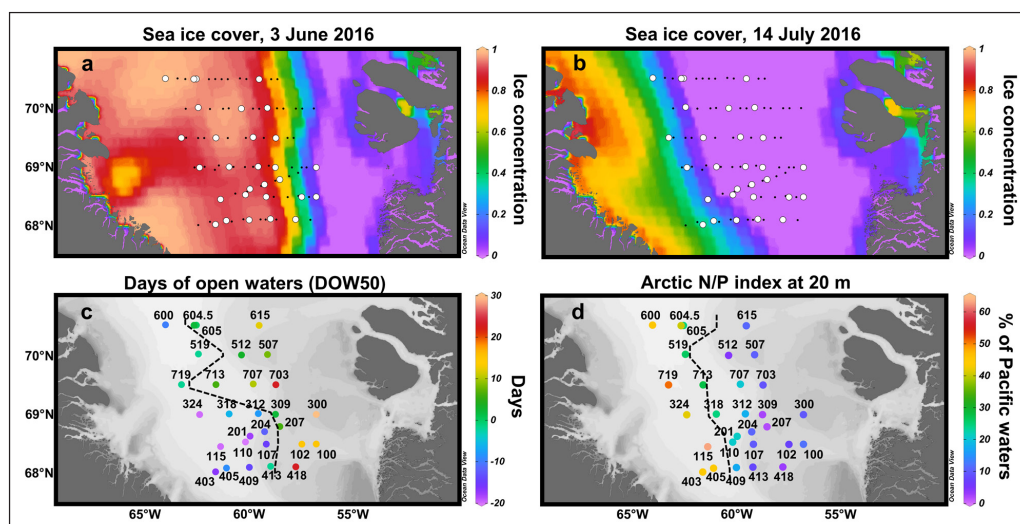 Sea ice cover, 3 June 2016
a
70°N
69°N
68°N
1
0.8
0.6
0.4
0.2
0
Ice concentration
Ocean Data View
Sea ice cover, 14 July 2016
b
1
0.8
0.6
0.4
0.2
0
Ice concentration
Ocean Data View
Days of open waters (DOW50)
c
600 604.5 615
605
519 512 507
70°N
719 713 707 703
324 318 312 309 300
69°N
204 207
201
115 110 107 102 100
68°N
403 405 409 413 418
65°W 60°W 55°W
30
20
10
0
-10
-20
Days
Ocean Data View
Arctic N/P index at 20 m
d
600 604.5 615
605
519 512 507
719 713 707 703
324 318 312 309 300
204 207
201
115 110 107 102 100
403 405 409 413 418
65°W 60°W 55°W
60
50
40
30
20
10
0
% of Pacific waters
Ocean Data View